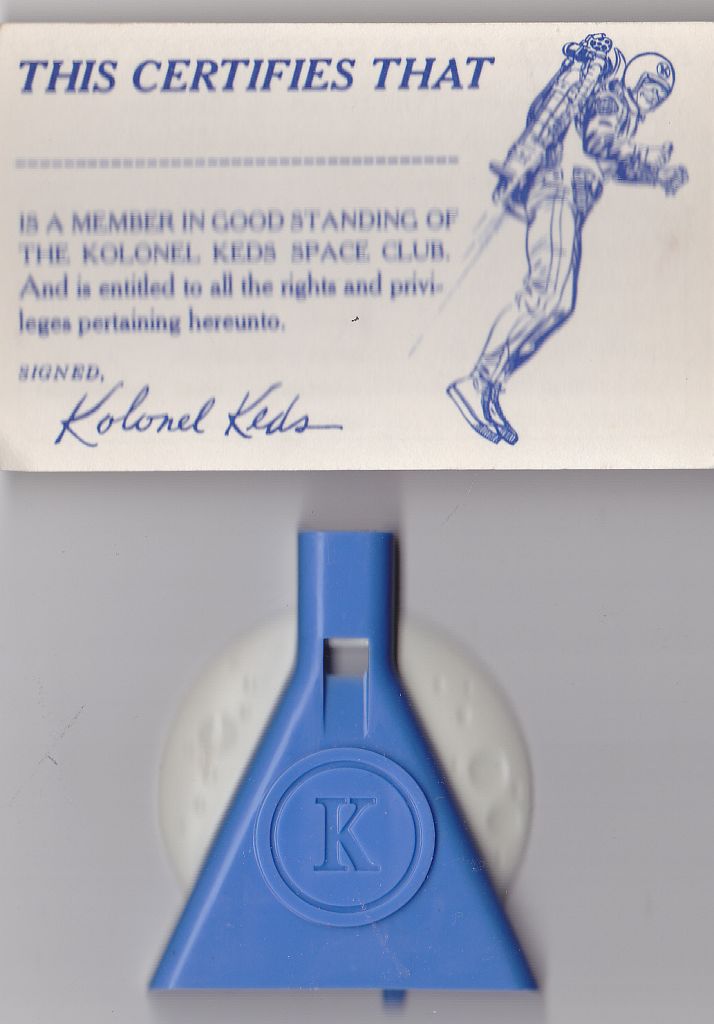 THIS CERTIFIES THAT
IS A MEMBER IN GOOD STANDING OF
THE KOLONEL KEDS SPACE CLUB.
And is entitled to all the rights and privi-
leges pertaining hereunto.
SIGNED,
Kolonel Keds
K
K